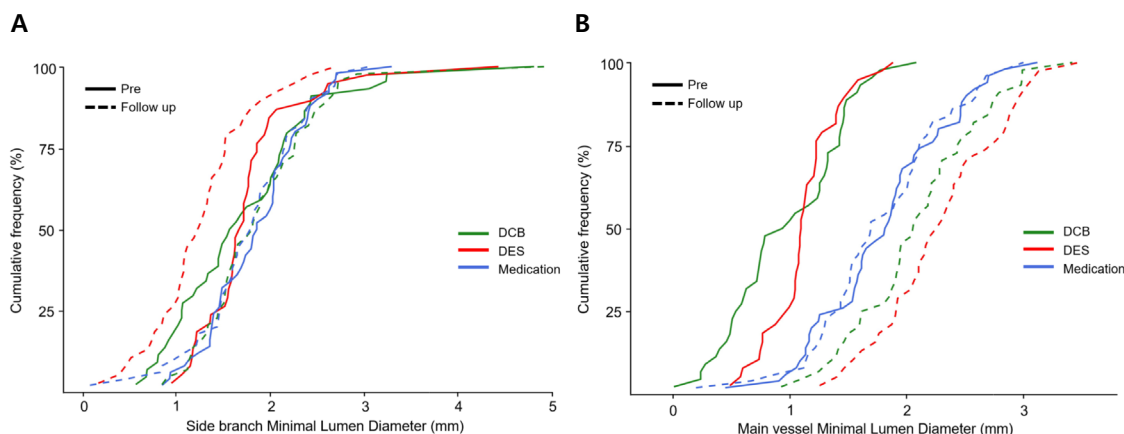 A
100
75
50
25
Cumulative frequency (%)
Pre
Follow up
DCB
DES
Medication
0 1 2 3 4 5
Side branch Minimal Lumen Diameter (mm)
B
100
75
50
25
Cumulative frequency (%)
Pre
Follow up
DCB
DES
Medication
0 1 2 3
Main vessel Minimal Lumen Diameter (mm)